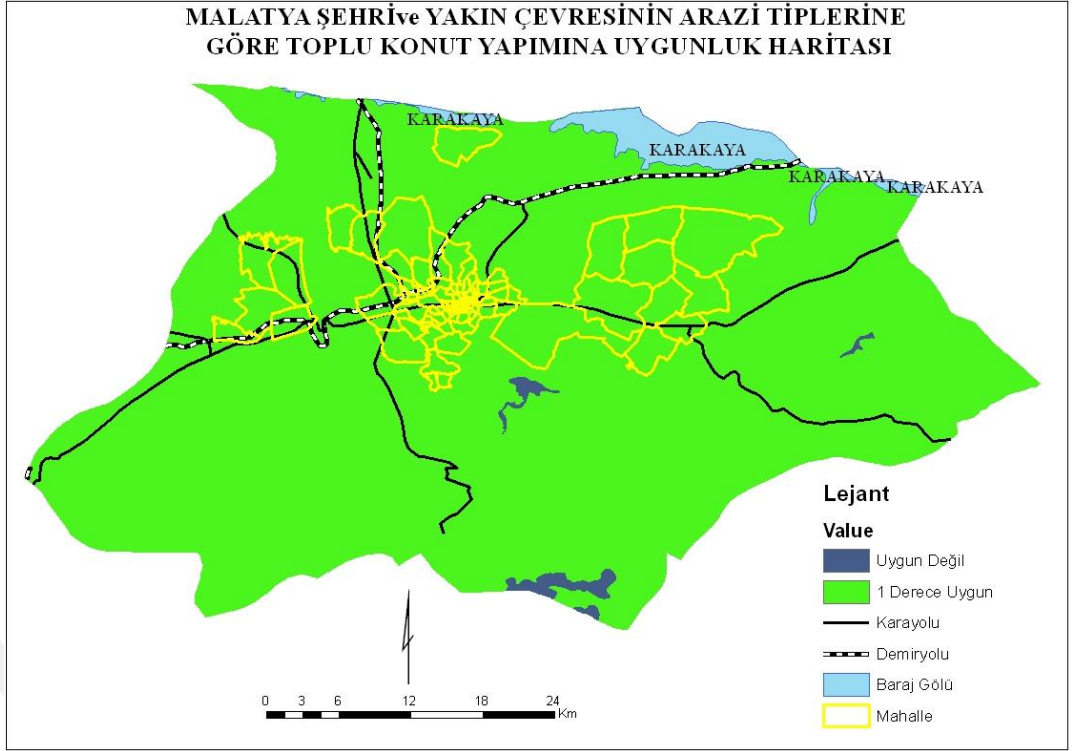 MALATYA ŞEHRİve YAKIN ÇEVRESİNİN ARAZİ TİPLERİNE
GÖRE TOPLU KONUT YAPIMINA UYGUNLUK HARİTASI
KARAKAYA
KARAKAYA
KARAKAYA
KARAKAYA
Lejant
Value
Uygun Değil
1 Derece Uygun
Karayolu
Demiryolu
Baraj Gölü
Mahalle
0 3 6 12 18 24
Km